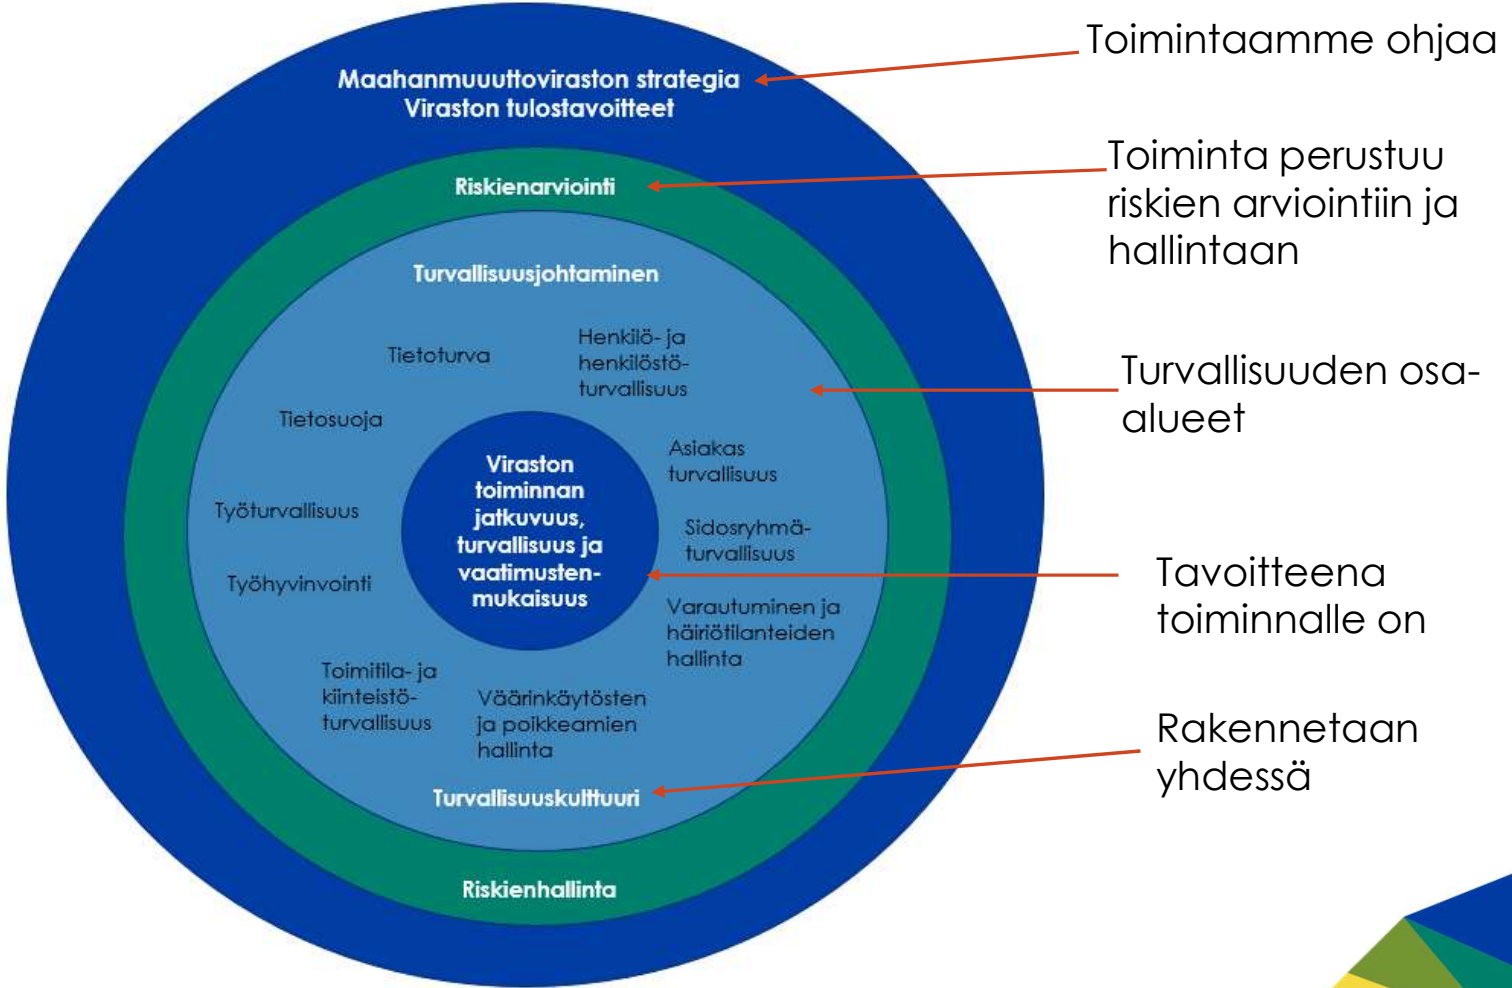 Maahanmuuuttoviraston strategia
Viraston tulostavoitteet
Riskienarviointi
Turvallisuusjohtaminen
Tietoturva
Henkilö- ja
henkilöstö-
turvallisuus
Tietosuoja
Asiakas
turvallisuus
Työturvallisuus
Sidosryhmä-
turvallisuus
Työhyvinvointi
Varautuminen ja
häiriötilanteiden
hallinta
Toimitila- ja
kiinteistö-
turvallisuus
Väärinkäytösten
ja poikkeamien
hallinta
Viraston
toiminnan
jatkuvuus,
turvallisuus ja
vaatimusten-
mukaisuus
Turvallisuuskulttuuri
Riskienhallinta
Toimintaamme ohjaa
Toiminta perustuu
riskien arviointiin ja
hallintaan
Turvallisuuden osa-
alueet
Tavoitteena
toiminnalle on
Rakennetaan
yhdessä